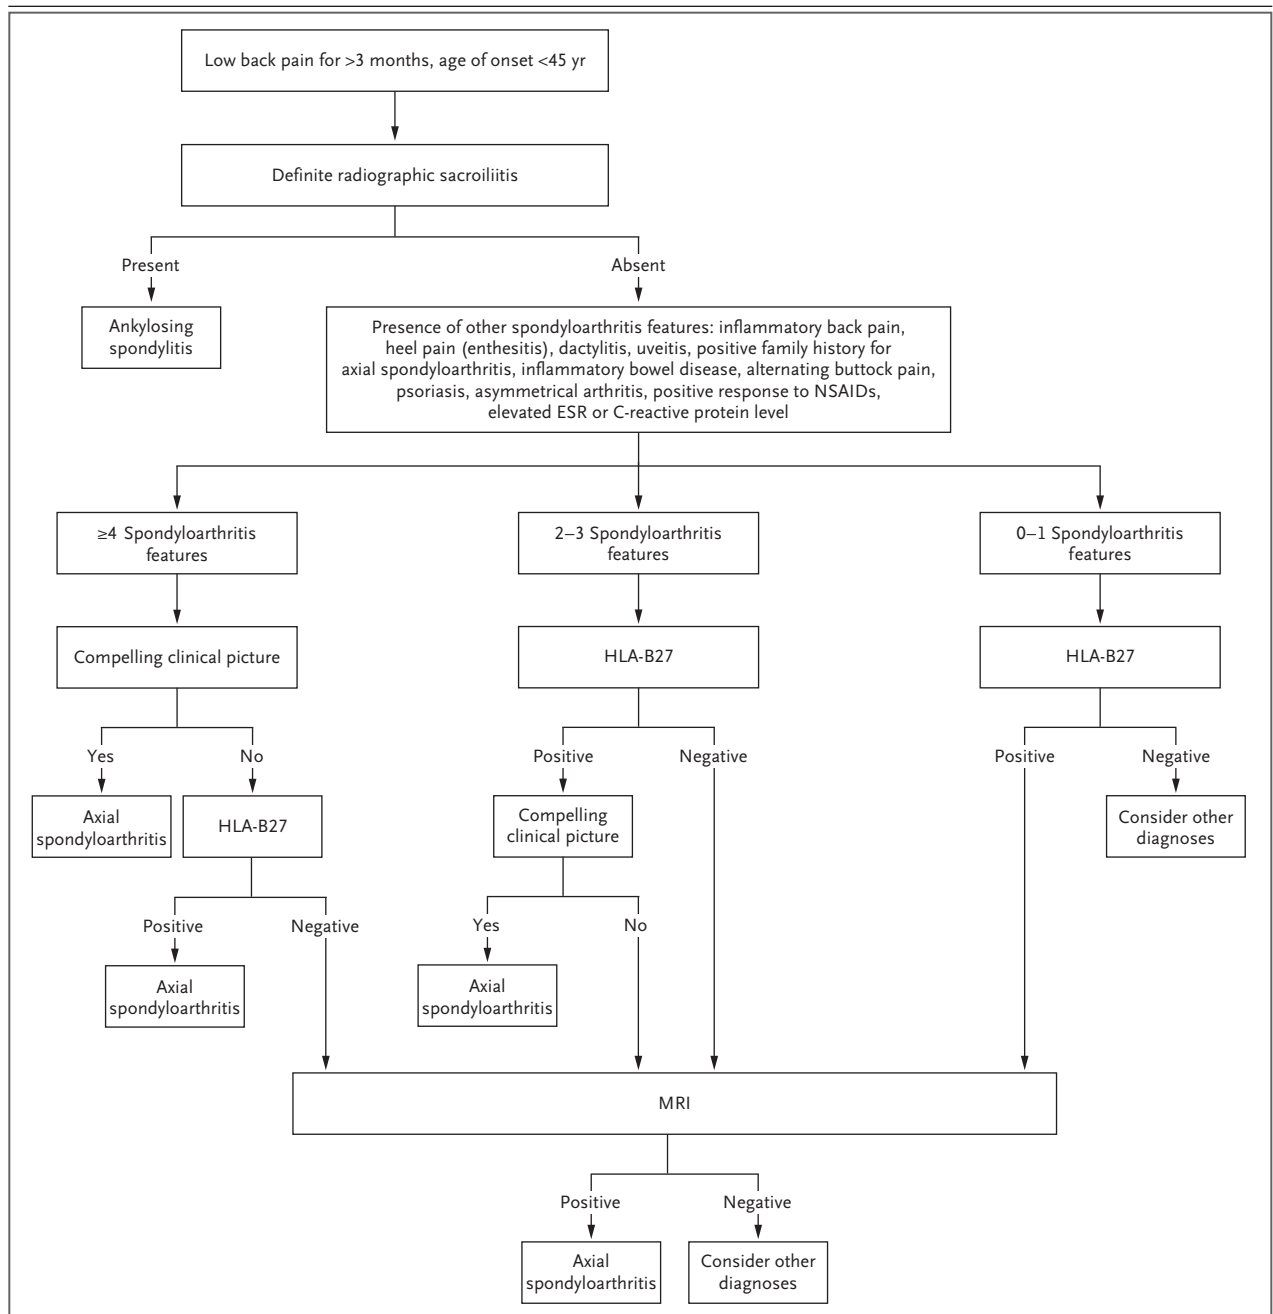 Low back pain for >3 months, age of onset <45 yr
Definite radiographic sacroiliitis
Present
Absent
Ankylosing
spondylitis
Presence of other spondyloarthritis features: inflammatory back pain,
heel pain (enthesitis), dactylitis, uveitis, positive family history for
axial spondyloarthritis, inflammatory bowel disease, alternating buttock pain,
psoriasis, asymmetrical arthritis, positive response to NSAIDs,
elevated ESR or C-reactive protein level
≥4 Spondyloarthritis
features
2–3 Spondyloarthritis
features
0–1 Spondyloarthritis
features
Compelling clinical picture
HLA-B27
HLA-B27
Yes
No
Positive
Negative
Positive
Negative
Axial
spondyloarthritis
HLA-B27
Compelling
clinical picture
Consider other
diagnoses
Positive
Negative
Yes
No
Axial
spondyloarthritis
Axial
spondyloarthritis
MRI
Positive
Negative
Axial
spondyloarthritis
Consider other
diagnoses